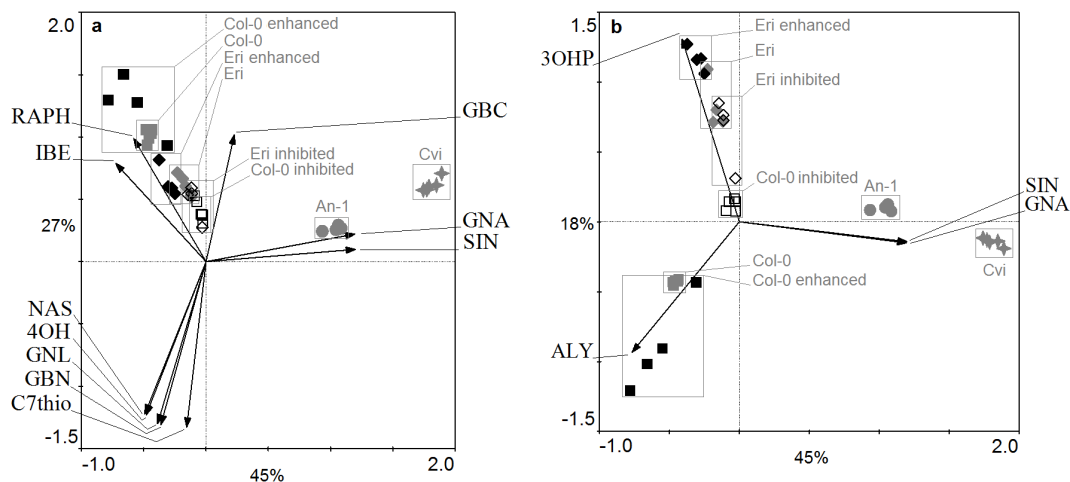 2.0
a
Col-0 enhanced
Col-0
Eri enhanced
Eri
RAPH
IBE
GBC
Eri inhibited
Col-0 inhibited
Cvi
An-1
27%
GNA
SIN
NAS
4OH
GNL
GBN
C7thio
-1.5
-1.0
45%
2.0
1.5
b
Eri enhanced
3OHP
Eri
Eri inhibited
Col-0 inhibited
An-1
SIN
GNA
18%
Cvi
Col-0
Col-0 enhanced
ALY
-1.5
-1.0
45%
2.0